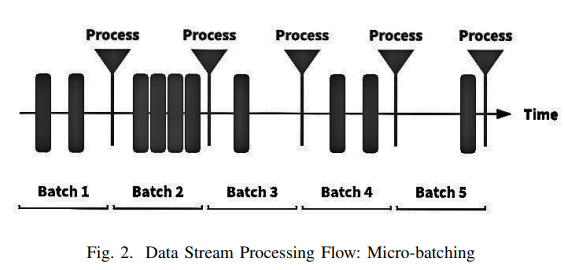 Process Process Process Process Process
Time
Batch 1 Batch 2 Batch 3 Batch 4 Batch 5
Fig. 2. Data Stream Processing Flow: Micro-batching